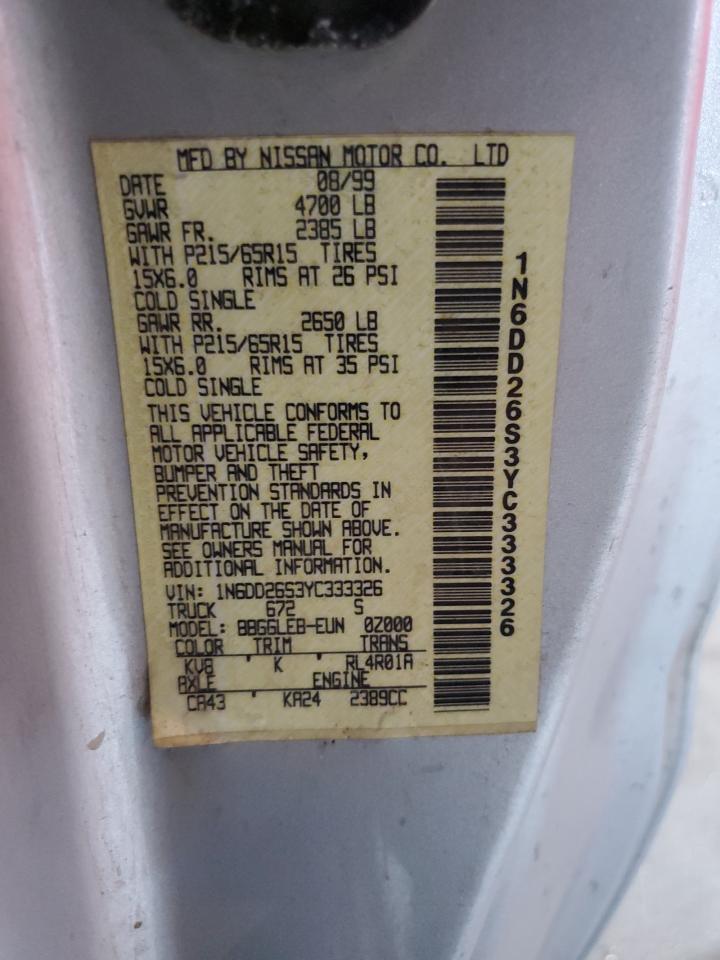 MFD BY NISSAN MOTOR CO. LTD
DATE 08/99
GVWR 4700 LB
GAWR FR. 2385 LB
WITH P215/65R15 TIRES
15X6.0 RIMS AT 26 PSI
COLD SINGLE
GAWR RR. 2650 LB
WITH P215/65R15 TIRES
15X6.0 RIMS AT 35 PSI
COLD SINGLE
THIS VEHICLE CONFORMS TO
ALL APPLICABLE FEDERAL
MOTOR VEHICLE SAFETY,
BUMPER AND THEFT
PREVENTION STANDARDS IN
EFFECT ON THE DATE OF
MANUFACTURE SHOWN ABOVE.
SEE OWNERS MANUAL FOR
ADDITIONAL INFORMATION.
VIN: 1N6DD26S3YC333326
TRUCK 672 S
MODEL: BBGGLEB-EUN 0Z000
COLOR TRIM TRANS
KV8 ' K ' RL4R01A
AXLE ENGINE
CA43 ' KA24 2389CC
1N6DD26S3YC333326